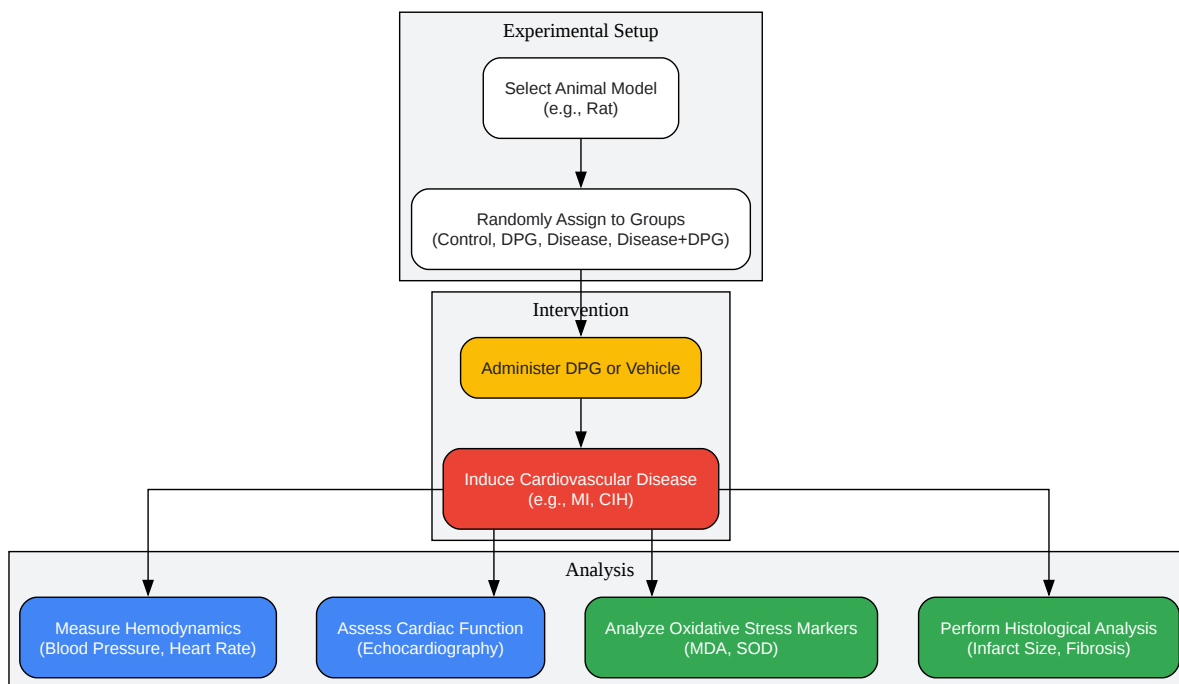 Experimental Setup
Select Animal Model
(e.g., Rat)
Randomly Assign to Groups
(Control, DPG, Disease, Disease+DPG)
Intervention
Administer DPG or Vehicle
Induce Cardiovascular Disease
(e.g., MI, CIH)
Analysis
Measure Hemodynamics
(Blood Pressure, Heart Rate)
Assess Cardiac Function
(Echocardiography)
Analyze Oxidative Stress Markers
(MDA, SOD)
Perform Histological Analysis
(Infarct Size, Fibrosis)